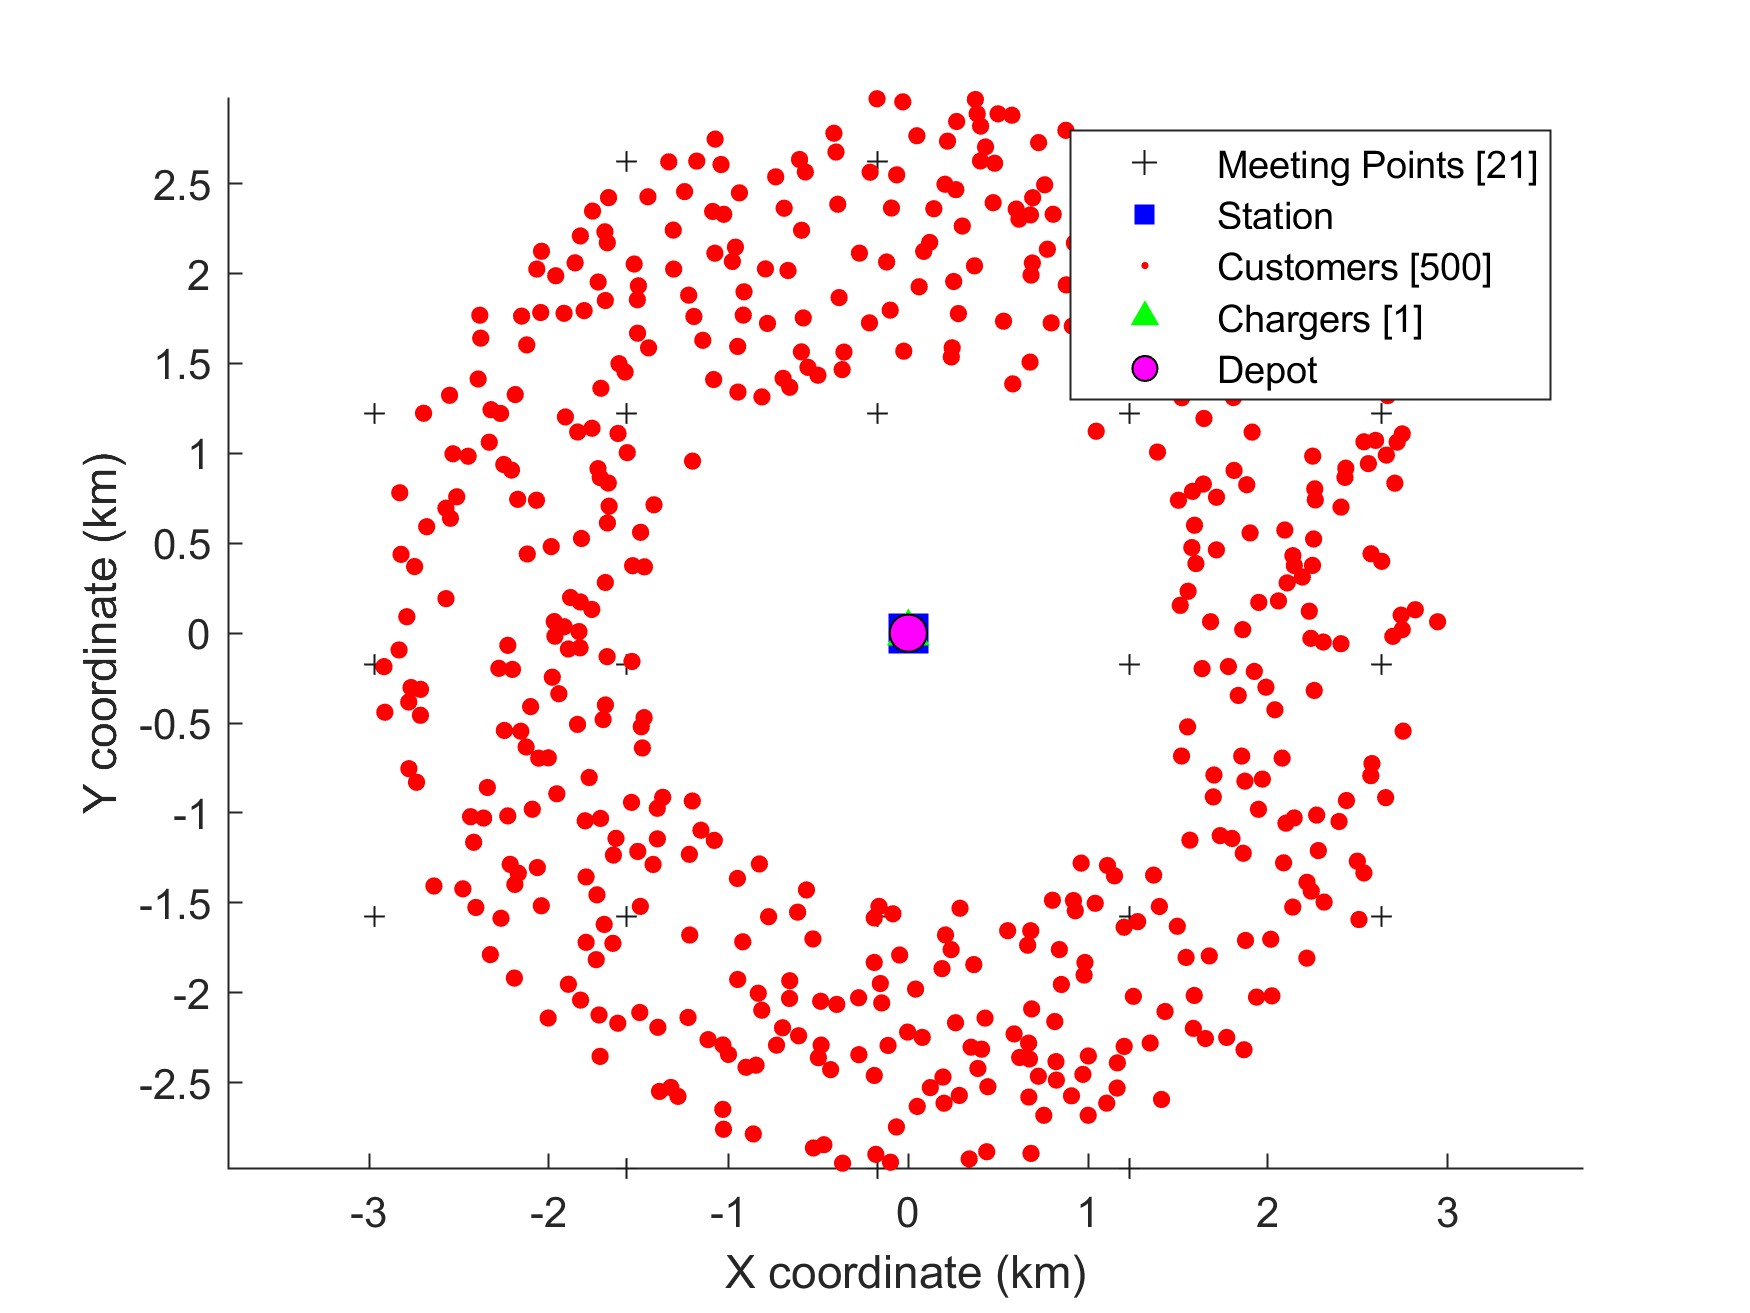 Meeting Points [21]
Station
Customers [500]
Chargers [1]
Depot
2.5
2
1.5
1
0.5
0
-0.5
-1
-1.5
-2
-2.5
Y coordinate (km)
-3 -2 -1 0 1 2 3
X coordinate (km)